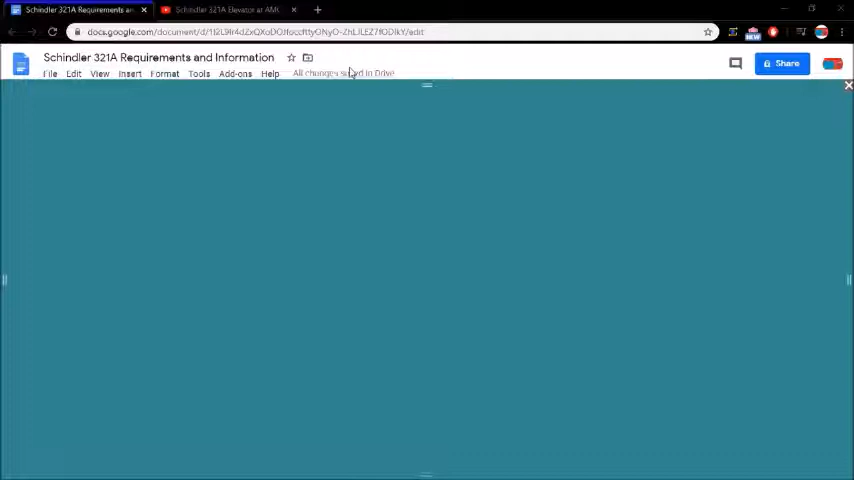 Schindler 321A Requirements an
Schindler 321A Elevator at AMC
Schindler 321A Requirements and Information
File Edit View Insert Format Tools Add-ons Help
All changes saved in Drive
Share
NEW